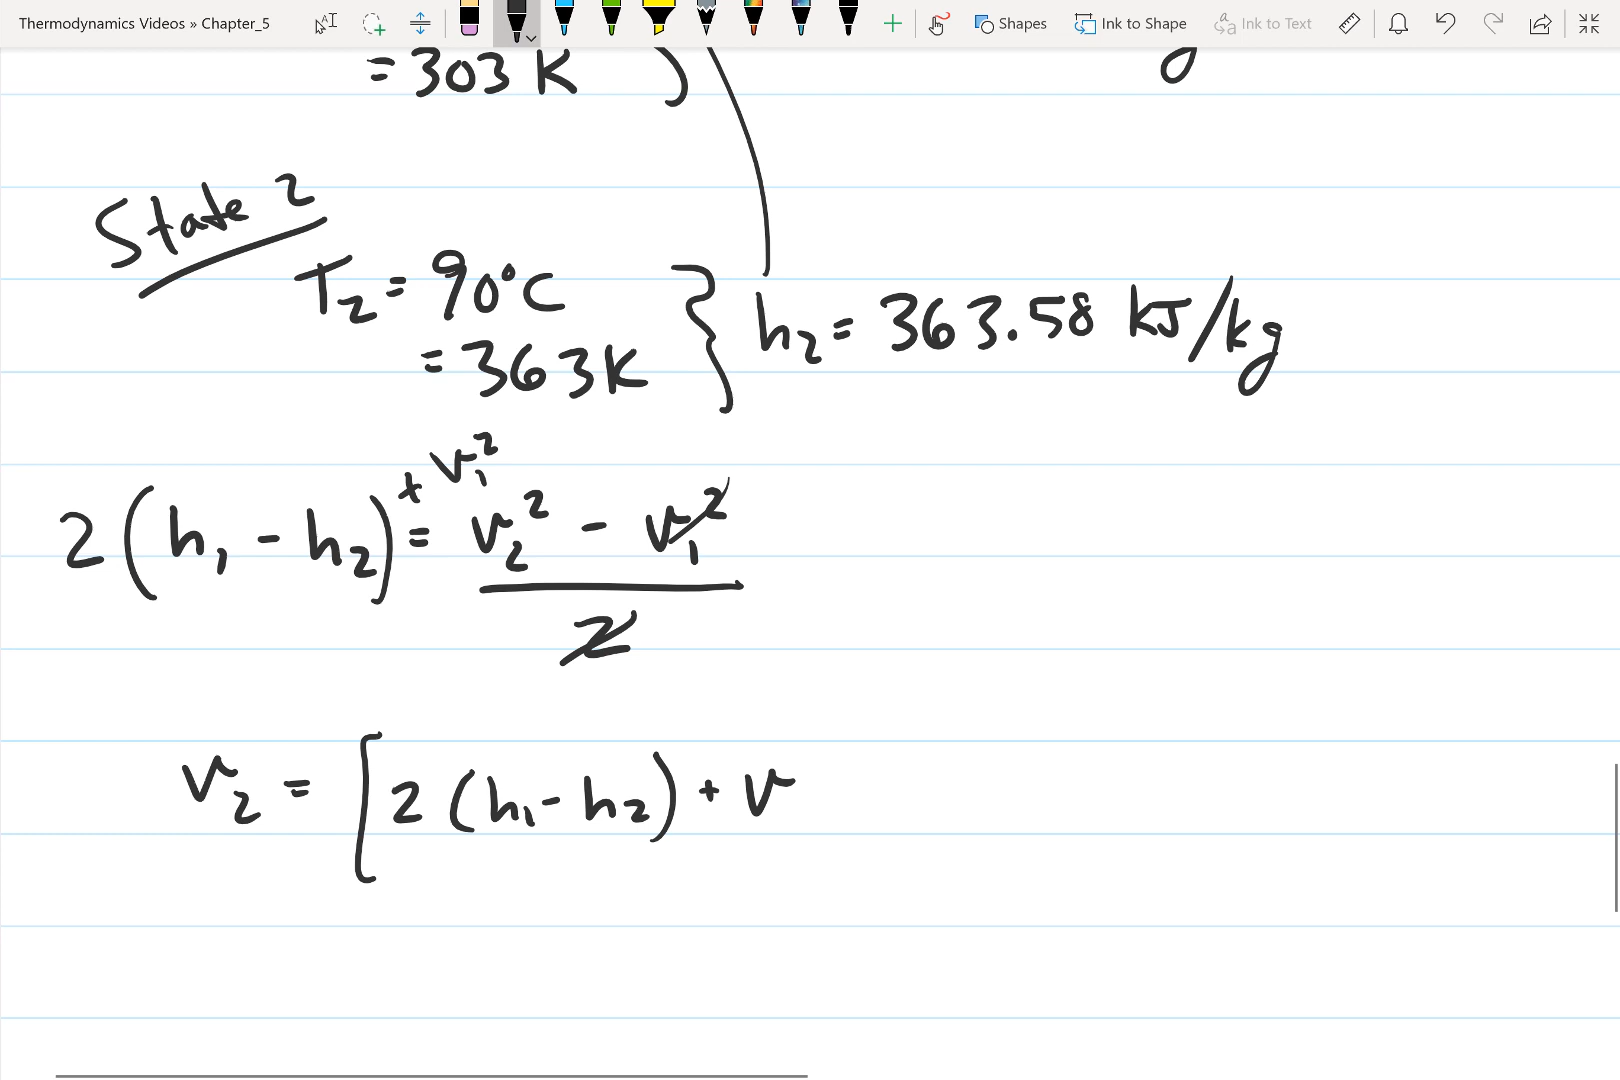 Thermodynamics Videos » Chapter_5 Shapes Ink to Shape Ink to Text
= 303 K )
State 2
T₂ = 90°C
= 363 K } h₂ = 363.58 kJ/kg
2 (h₁ - h₂) + v₁² = v₂² - v₁²
2
v₂ = [ 2 (h₁ - h₂) + v